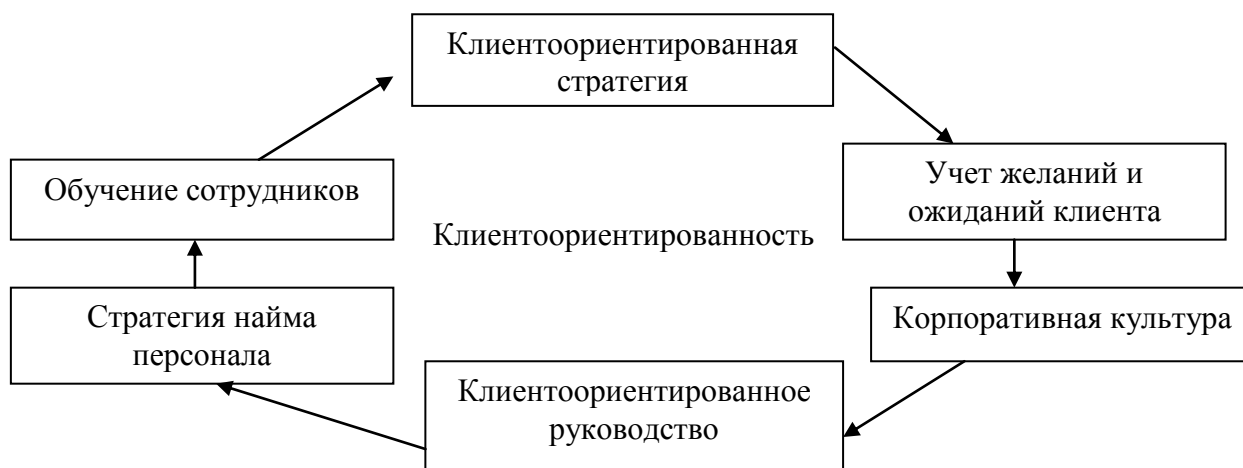 Клиентоориентированная
стратегия
Обучение сотрудников
Учет желаний и
ожиданий клиента
Клиентоориентированность
Стратегия найма
персонала
Корпоративная культура
Клиентоориентированное
руководство